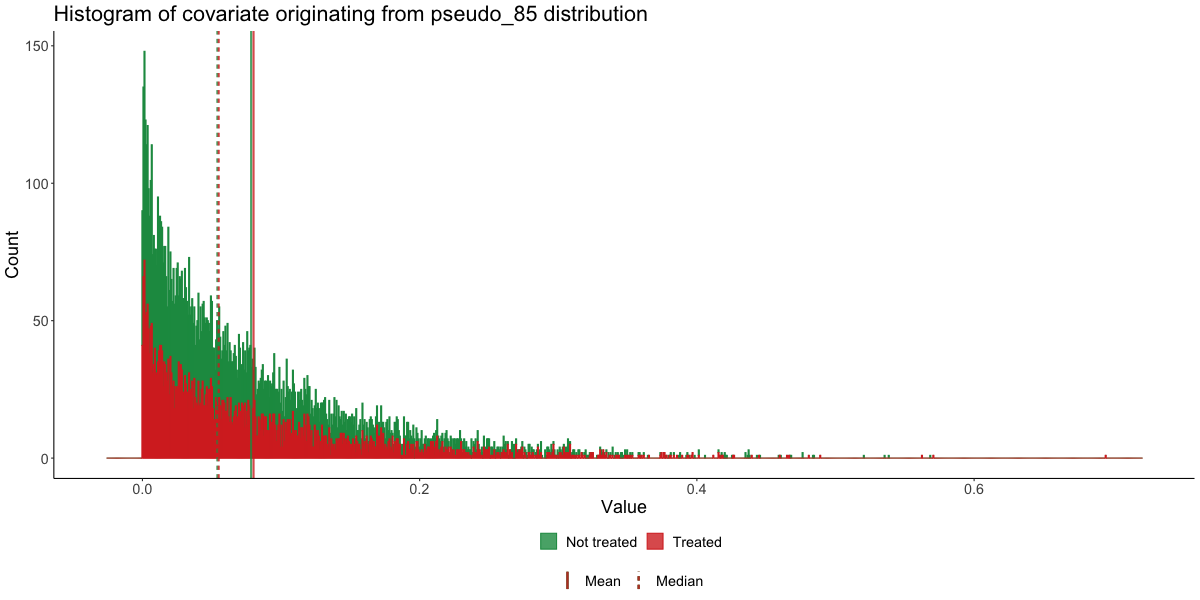 Histogram of covariate originating from pseudo_85 distribution
150
100
50
0
Count
0.0 0.2 0.4 0.6
Value
Not treated Treated
Mean Median